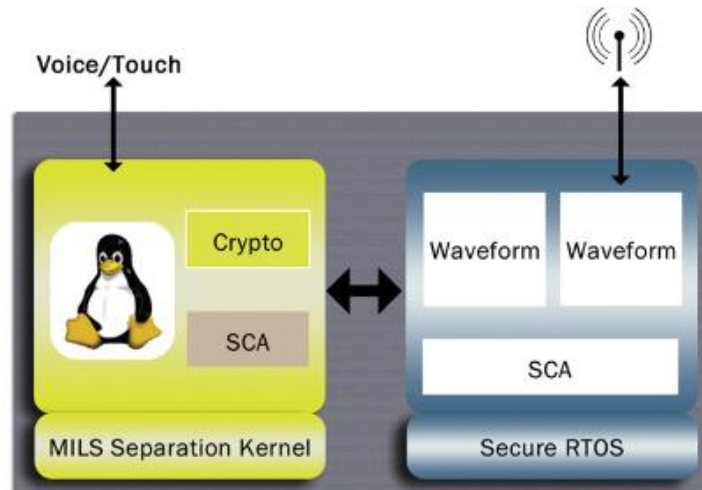 Voice/Touch
Crypto
SCA
MILS Separation Kernel
Waveform
Waveform
SCA
Secure RTOS